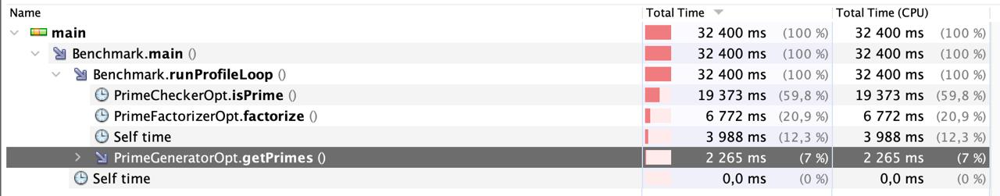 Name Total Time Total Time (CPU)
main 32 400 ms (100 %) 32 400 ms (100 %)
Benchmark.main () 32 400 ms (100 %) 32 400 ms (100 %)
Benchmark.runProfileLoop () 32 400 ms (100 %) 32 400 ms (100 %)
PrimeCheckerOpt.isPrime () 19 373 ms (59,8 %) 19 373 ms (59,8 %)
PrimeFactorizerOpt.factorize () 6 772 ms (20,9 %) 6 772 ms (20,9 %)
Self time 3 988 ms (12,3 %) 3 988 ms (12,3 %)
PrimeGeneratorOpt.getPrimes () 2 265 ms (7 %) 2 265 ms (7 %)
Self time 0,0 ms (0 %) 0,0 ms (0 %)